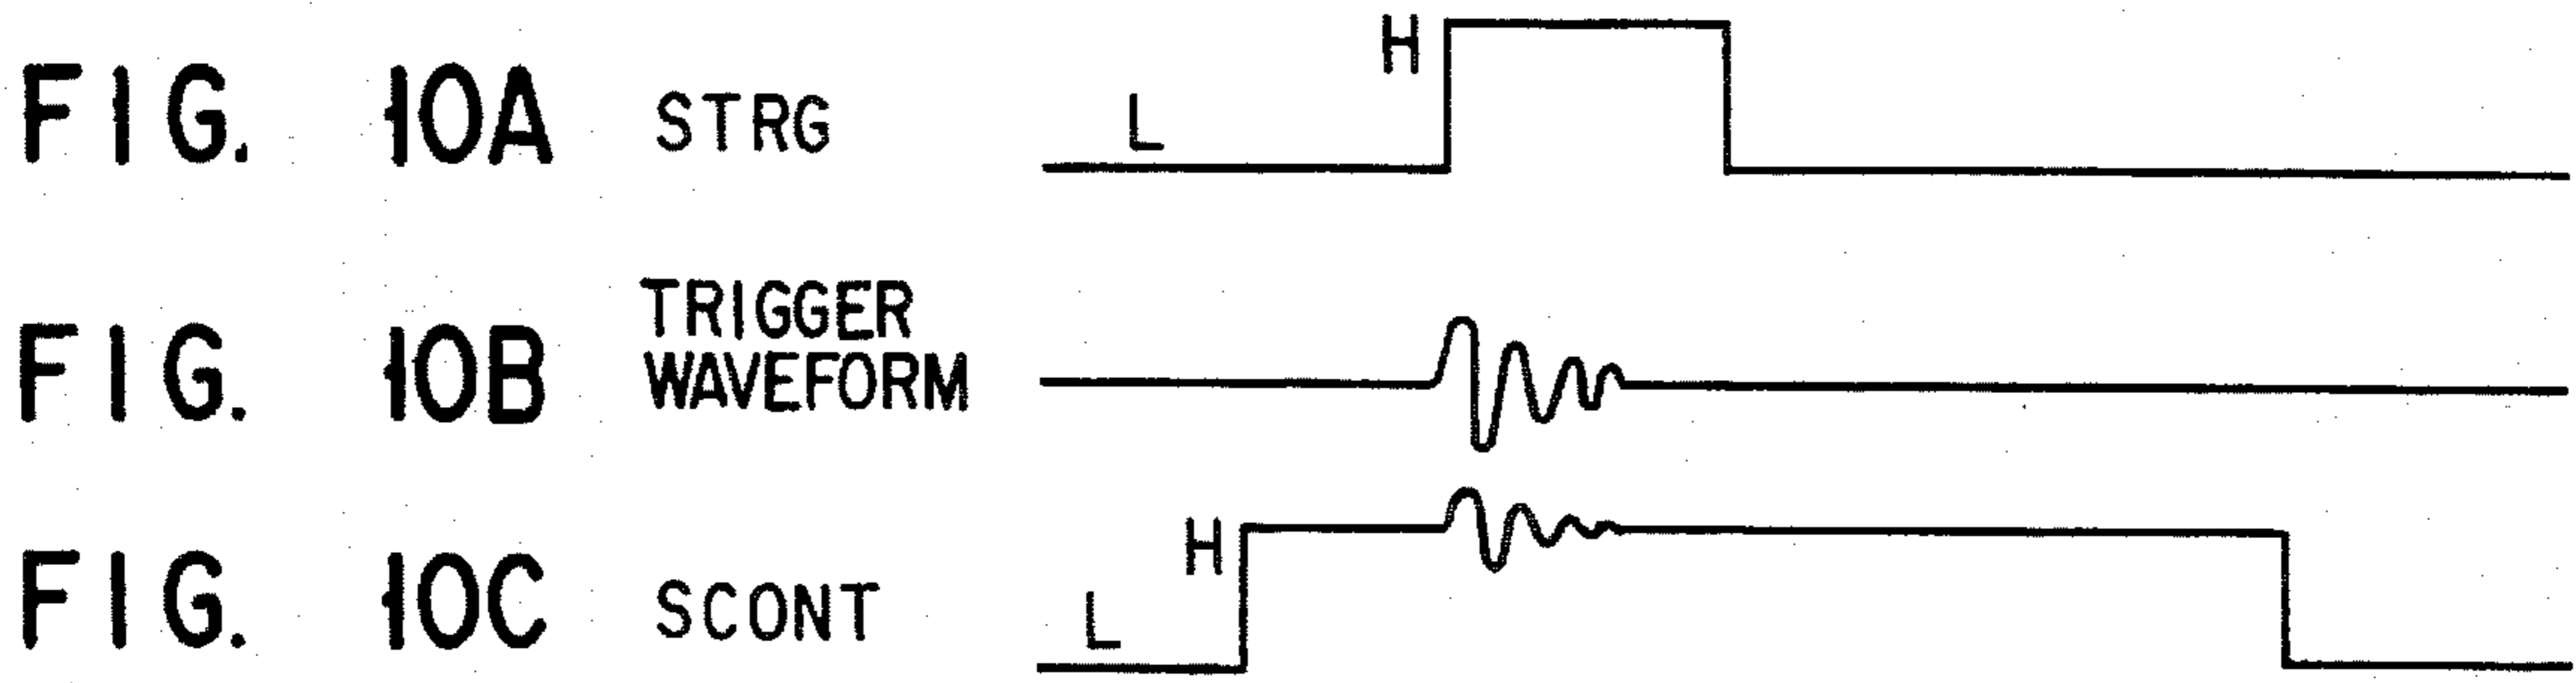 FIG. 10A STRG L H
FIG. 10B TRIGGER
WAVEFORM
FIG. 10C SCONT L H